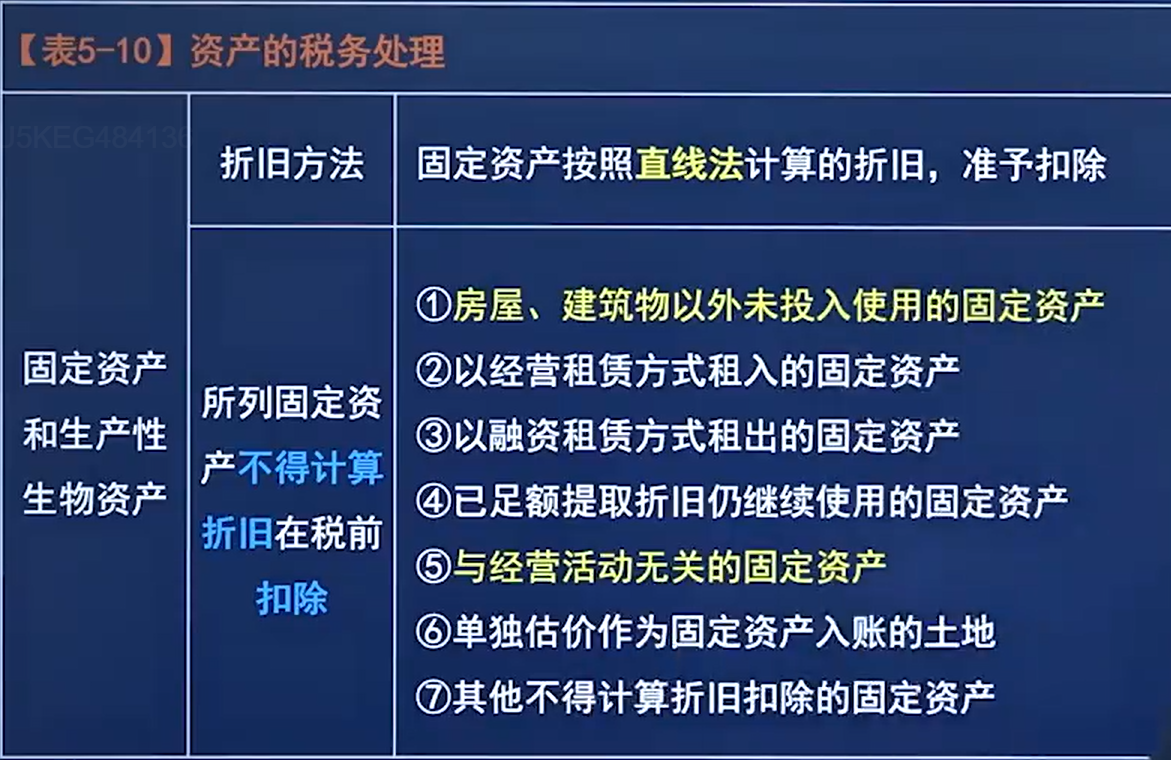 【表5-10】资产的税务处理
U5KEG484136
折旧方法
固定资产按照直线法计算的折旧，准予扣除
固定资产
和生产性
生物资产
所列固定资
产不得计算
折旧在税前
扣除
①房屋、建筑物以外未投入使用的固定资产
②以经营租赁方式租入的固定资产
③以融资租赁方式租出的固定资产
④已足额提取折旧仍继续使用的固定资产
⑤与经营活动无关的固定资产
⑥单独估价作为固定资产入账的土地
⑦其他不得计算折旧扣除的固定资产